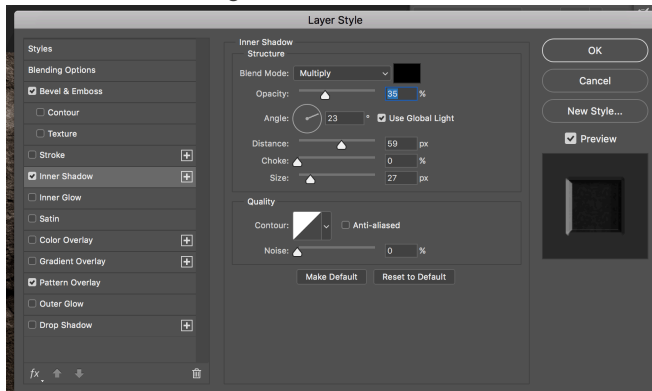 Layer Style
Styles
Blending Options
Bevel & Emboss
Contour
Texture
Stroke
Inner Shadow
Inner Glow
Satin
Color Overlay
Gradient Overlay
Pattern Overlay
Outer Glow
Drop Shadow
fx
Inner Shadow
Structure
Blend Mode: Multiply
Opacity: 35 %
Angle: 23 ° Use Global Light
Distance: 59 px
Choke: 0 %
Size: 27 px
Quality
Contour: Anti-aliased
Noise: 0 %
Make Default Reset to Default
OK
Cancel
New Style...
Preview